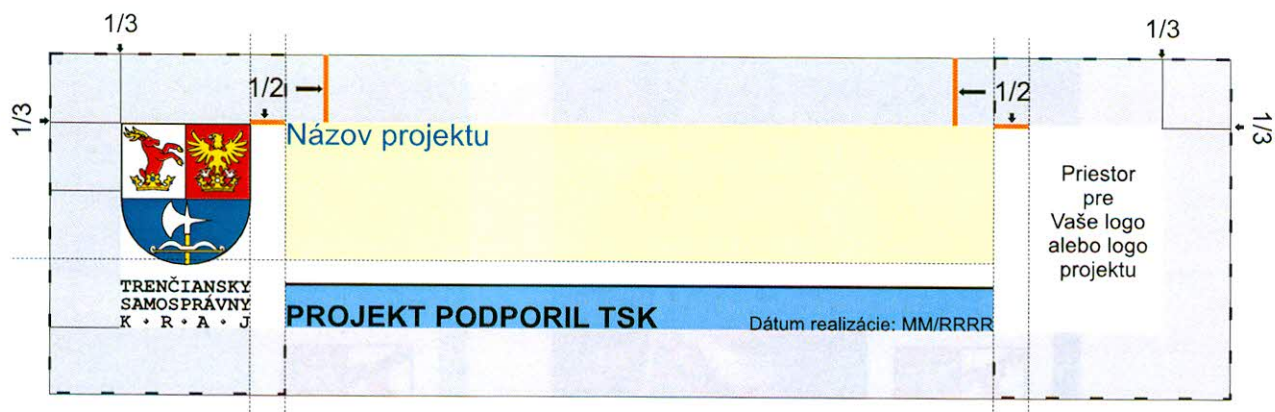 1/3
1/3
1/2
1/2
1/3
1/3
Názov projektu
Priestor
pre
Vaše logo
alebo logo
projektu
TRENČIANSKY
SAMOSPRÁVNY
K · R · A · J
PROJEKT PODPORIL TSK
Dátum realizácie: MM/RRRR